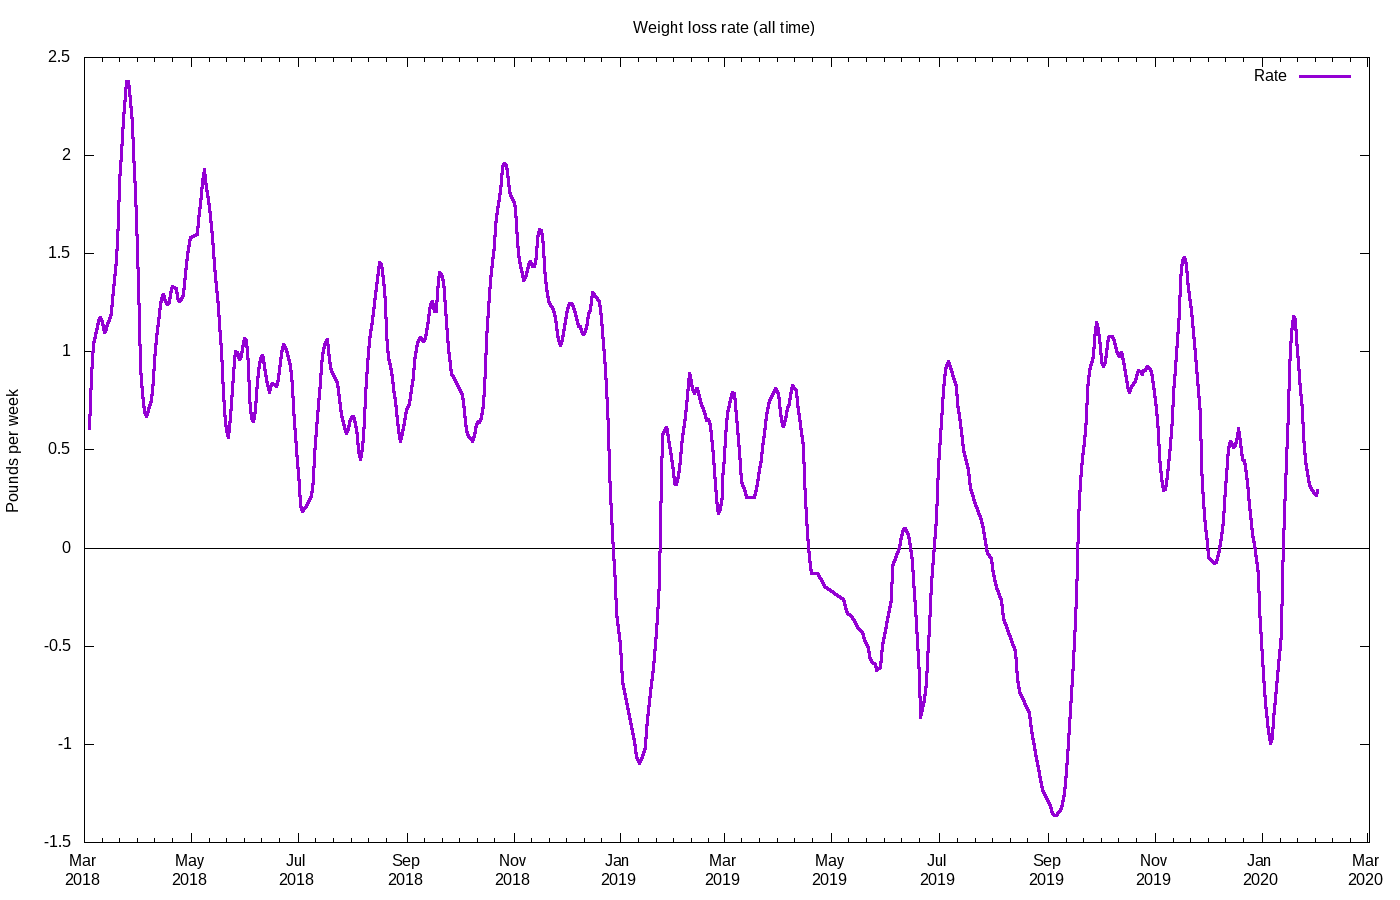 Weight loss rate (all time)
Rate
Pounds per week
2.5
2
1.5
1
0.5
0
-0.5
-1
-1.5
Mar May Jul Sep Nov Jan Mar May Jul Sep Nov Jan Mar
2018 2018 2018 2018 2018 2019 2019 2019 2019 2019 2019 2020 2020